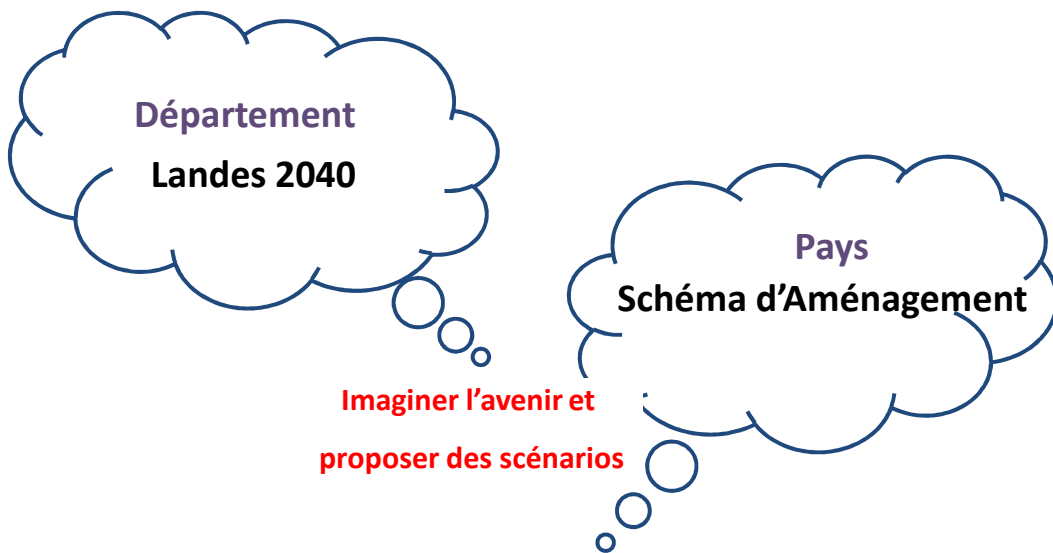 Département
Landes 2040
Pays
Schéma d’Aménagement
Imaginer l’avenir et
proposer des scénarios